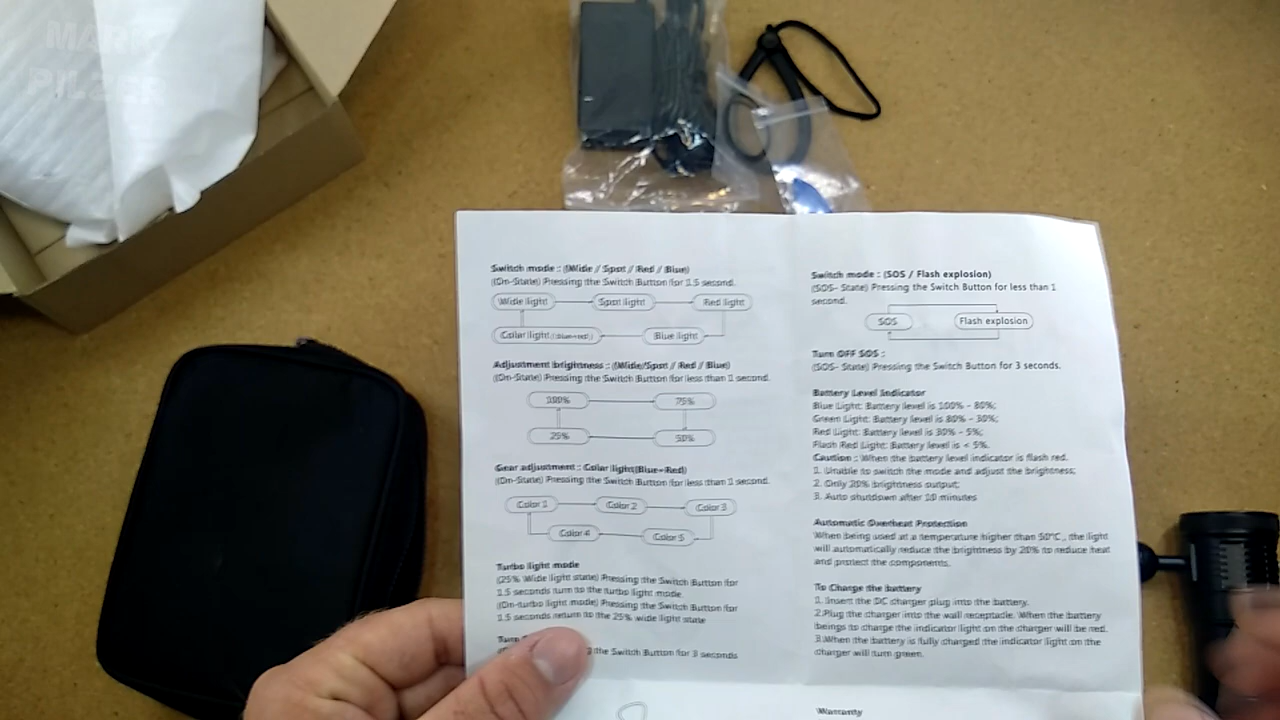 MARK
PILZER
Switch mode : (Wide / Spot / Red / Blue)
(On-State) Pressing the Switch Button for 1.5 second.
Wide light
Spot light
Red light
Color light (Blue+Red)
Blue light
Adjustment brightness : (Wide/Spot / Red / Blue)
(On-State) Pressing the Switch Button for less than 1 second.
100%
75%
25%
50%
Gear adjustment : Color light(Blue+Red)
(On-State) Pressing the Switch Button for less than 1 second.
Color 1
Color 2
Color 3
Color 4
Color 5
Turbo light mode
(25% Wide light state) Pressing the Switch Button for
1.5 seconds turn to the turbo light mode.
(On-turbo light mode) Pressing the Switch Button for
1.5 seconds return to the 25% wide light state
Turn
the Switch Button for 3 seconds
Switch mode : (SOS / Flash explosion)
(SOS- State) Pressing the Switch Button for less than 1
second.
SOS
Flash explosion
Turn OFF SOS :
(SOS- State) Pressing the Switch Button for 3 seconds.
Battery Level Indicator
Blue Light: Battery level is 100% - 80%;
Green Light: Battery level is 80% - 30%;
Red Light: Battery level is 30% - 5%;
Flash Red Light: Battery level is < 5%.
Caution : When the battery level indicator is flash red.
1. Unable to switch the mode and adjust the brightness;
2. Only 20% brightness output;
3. Auto shutdown after 10 minutes
Automatic Overheat Protection
When being used at a temperature higher than 50°C , the light
will automatically reduce the brightness by 20% to reduce heat
and protect the components.
To Charge the battery
1. Insert the DC charger plug into the battery.
2.Plug the charger into the wall receptacle. When the battery
beings to charge the indicator light on the charger will be red.
3.When the battery is fully charged the indicator light on the
charger will turn green.
Warranty